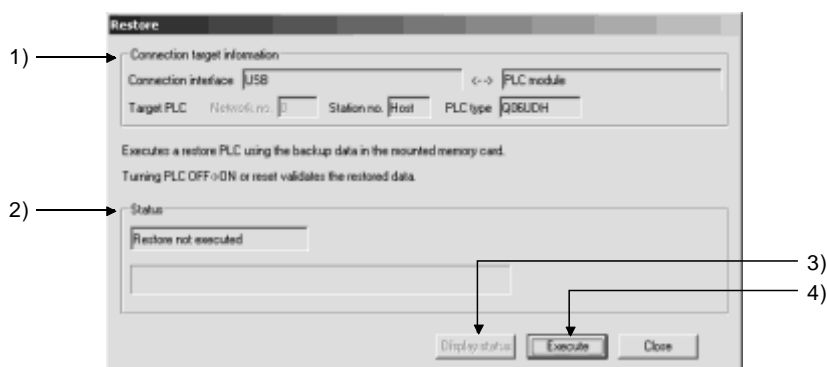 Restore
1)
Connection target information
Connection interface USB <--> PLC module
Target PLC Network no. 0 Station no. Host PLC type Q06UDH
Executes a restore PLC using the backup data in the mounted memory card.
Turning PLC OFF->ON or reset validates the restored data.
2)
Status
Restore not executed
3)
4)
Display status Execute Close